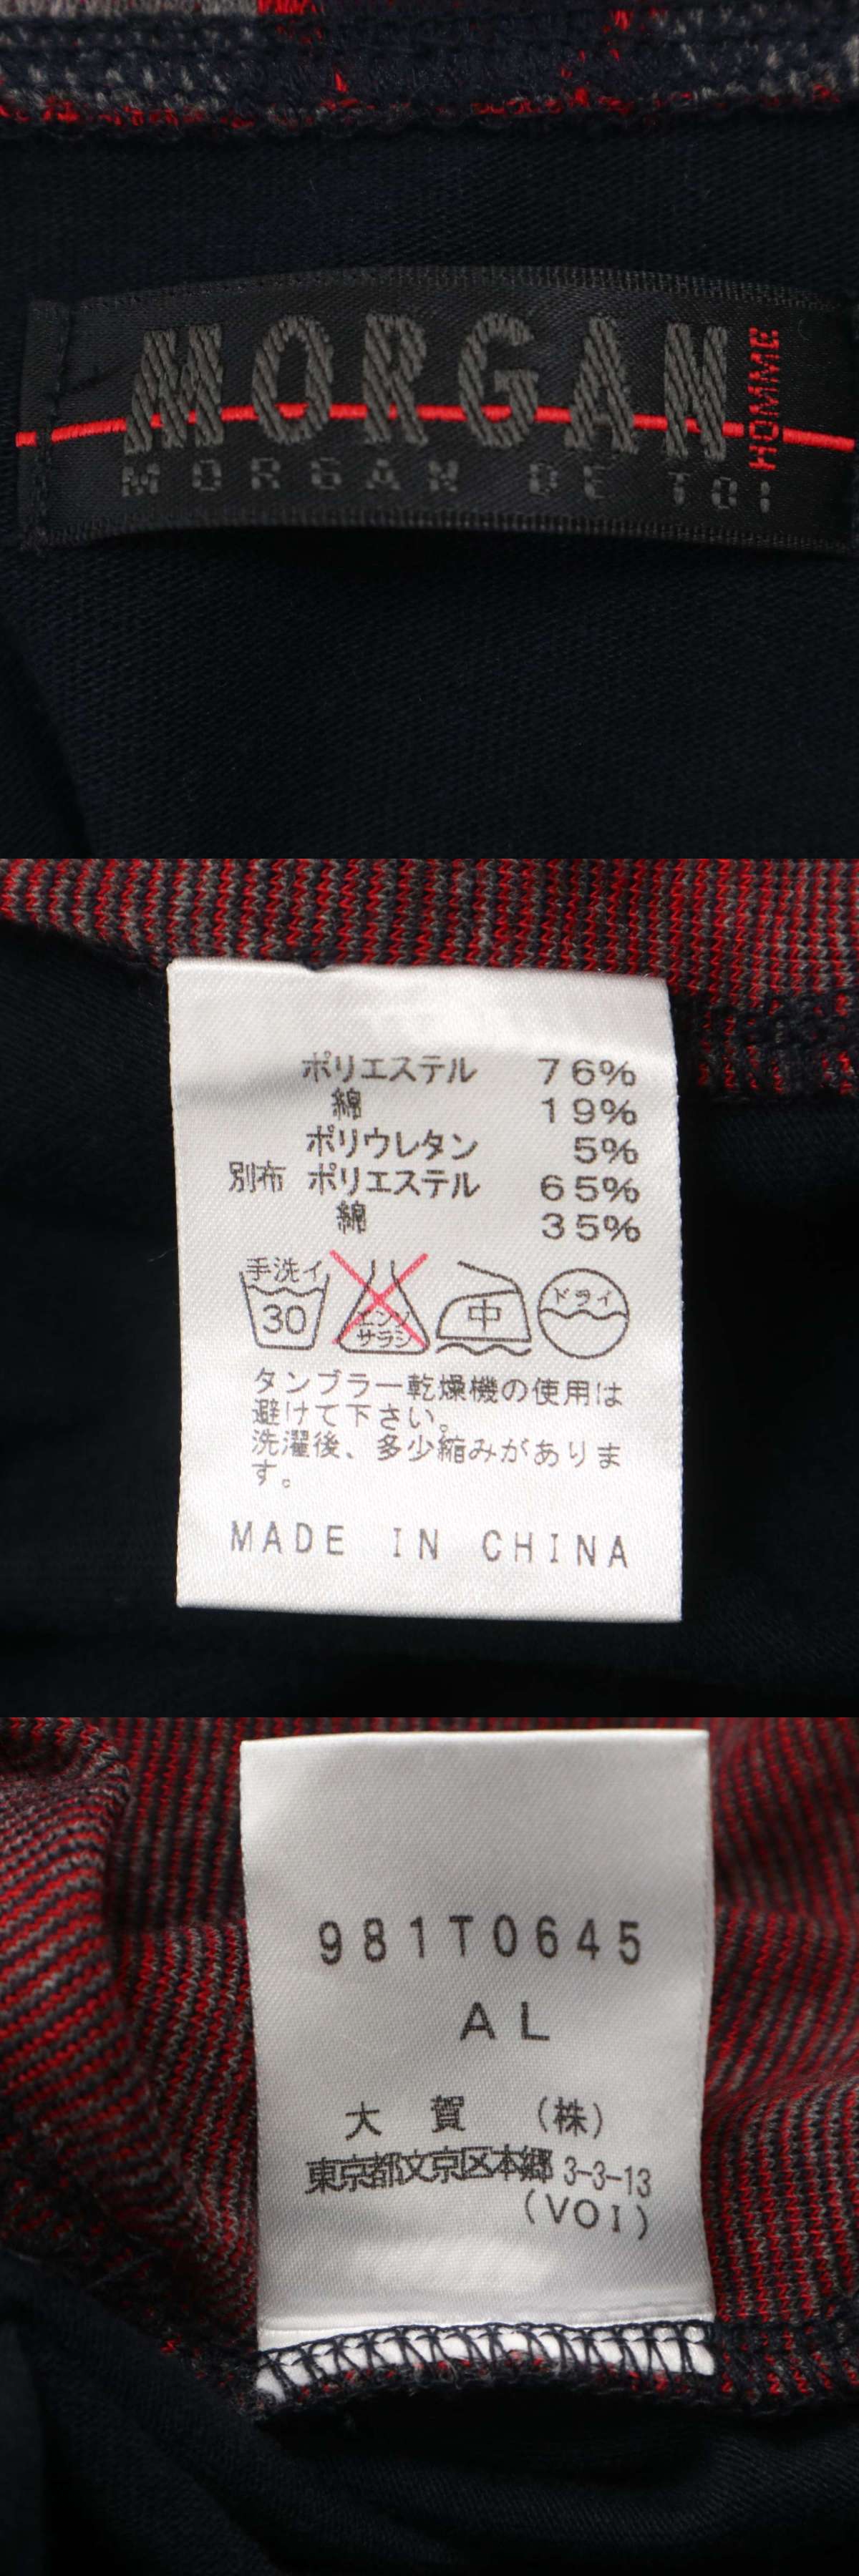 MORGAN HOMME
MORGAN DE TOI
ポリエステル 76%
綿 19%
ポリウレタン 5%
別布 ポリエステル 65%
綿 35%
手洗イ 30 エンソサラシ 中 ドライ
タンブラー乾燥機の使用は
避けて下さい。
洗濯後、多少縮みがありま
す。
MADE IN CHINA
981T0645
AL
大賀 (株)
東京都文京区本郷 3-3-13
(VOI)